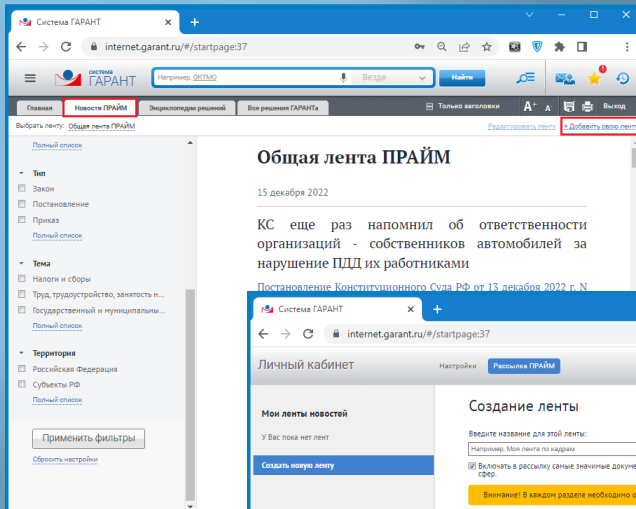 Система ГАРАНТ
internet.garant.ru/#/startpage:37
система
ГАРАНТ
Например, ОКТМО
Везде
Найти
Главная
Новости ПРАЙМ
Энциклопедия решений
Все решения ГАРАНТа
Только заголовки
А+ А-
Выход
Выбрать ленту: Общая лента ПРАЙМ
Редактировать ленту
+ Добавить свою ленту
Полный список
Тип
Закон
Постановление
Приказ
Полный список
Тема
Налоги и сборы
Труд, трудоустройство, занятость н...
Государственный и муниципальны...
Полный список
Территория
Российская Федерация
Субъекты РФ
Полный список
Применить фильтры
Сбросить настройки
Общая лента ПРАЙМ
15 декабря 2022
КС еще раз напомнил об ответственности
организаций - собственников автомобилей за
нарушение ПДД их работниками
Постановление Конституционного Суда РФ от 13 декабря 2022 г. N
Система ГАРАНТ
internet.garant.ru/#/startpage:37
Личный кабинет
Настройки
Рассылка ПРАЙМ
Мои ленты новостей
У Вас пока нет лент
Создать новую ленту
Создание ленты
Введите название для этой ленты:
Например, Моя лента по кадрам
Включать в рассылку самые значимые докуме
сфер.
Внимание! В каждом разделе необходимо о